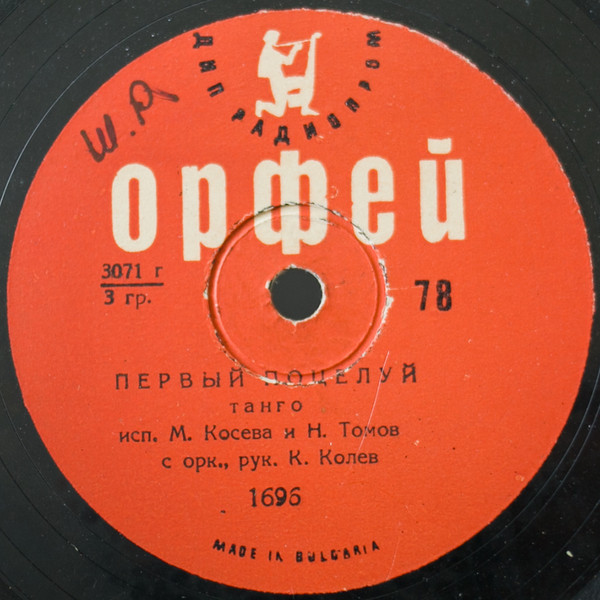 ДИП РАДИОПРОМ
Ш.Д
ОРФЕЙ
3071 г
3 гр.
78
ПЕРВЫЙ ПОЦЕЛУЙ
танго
исп. М. Косева и Н. Томов
с орк., рук. К. Колев
1696
MADE IN BULGARIA